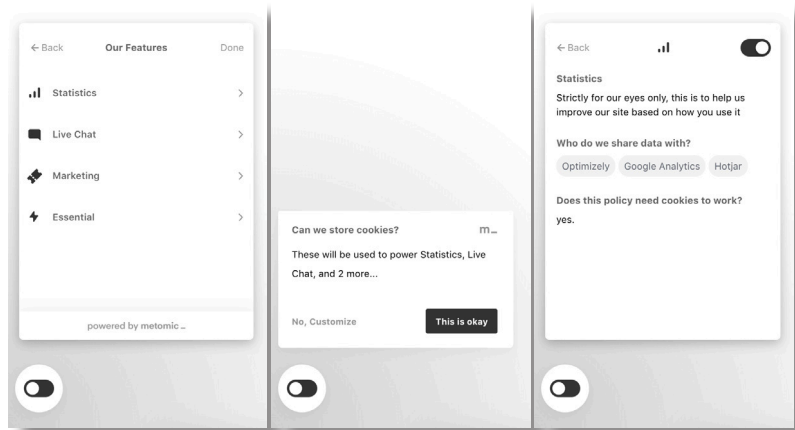 Back
Our Features
Done
Statistics
Live Chat
Marketing
Essential
powered by metomic
Can we store cookies?
m_
These will be used to power Statistics, Live
Chat, and 2 more...
No, Customize
This is okay
Back
Statistics
Strictly for our eyes only, this is to help us
improve our site based on how you use it
Who do we share data with?
Optimizely
Google Analytics
Hotjar
Does this policy need cookies to work?
yes.